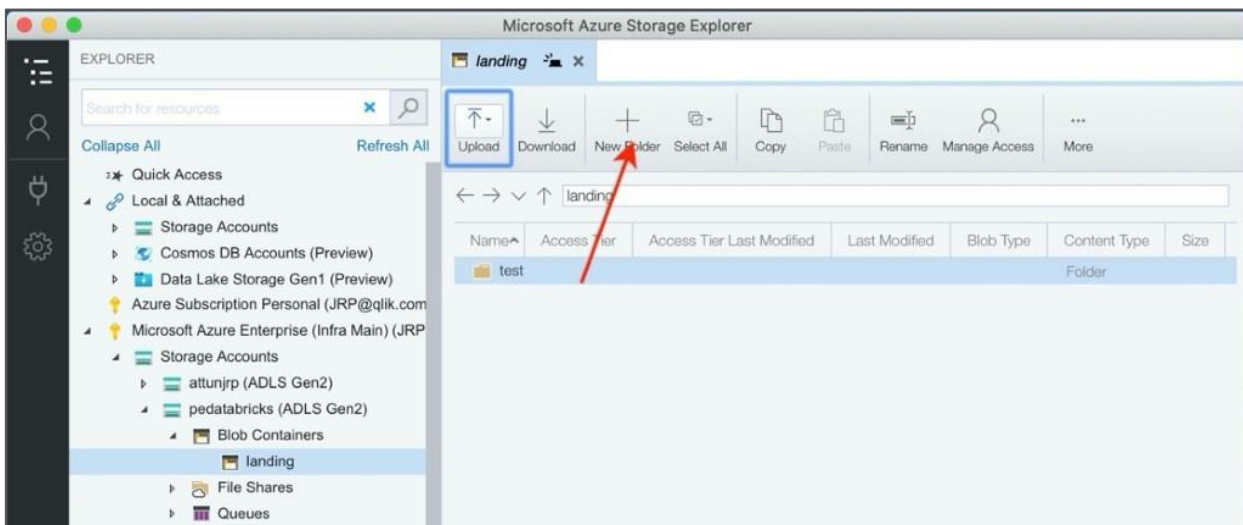 Microsoft Azure Storage Explorer
EXPLORER
Search for resources
Collapse All Refresh All
Quick Access
Local & Attached
Storage Accounts
Cosmos DB Accounts (Preview)
Data Lake Storage Gen1 (Preview)
Azure Subscription Personal (JRP@qlik.com
Microsoft Azure Enterprise (Infra Main) (JRP
Storage Accounts
attunjrp (ADLS Gen2)
pedatabricks (ADLS Gen2)
Blob Containers
landing
File Shares
Queues
landing
Upload Download New Folder Select All Copy Paste Rename Manage Access More
landing
Name Access Tier Access Tier Last Modified Last Modified Blob Type Content Type Size
test Folder